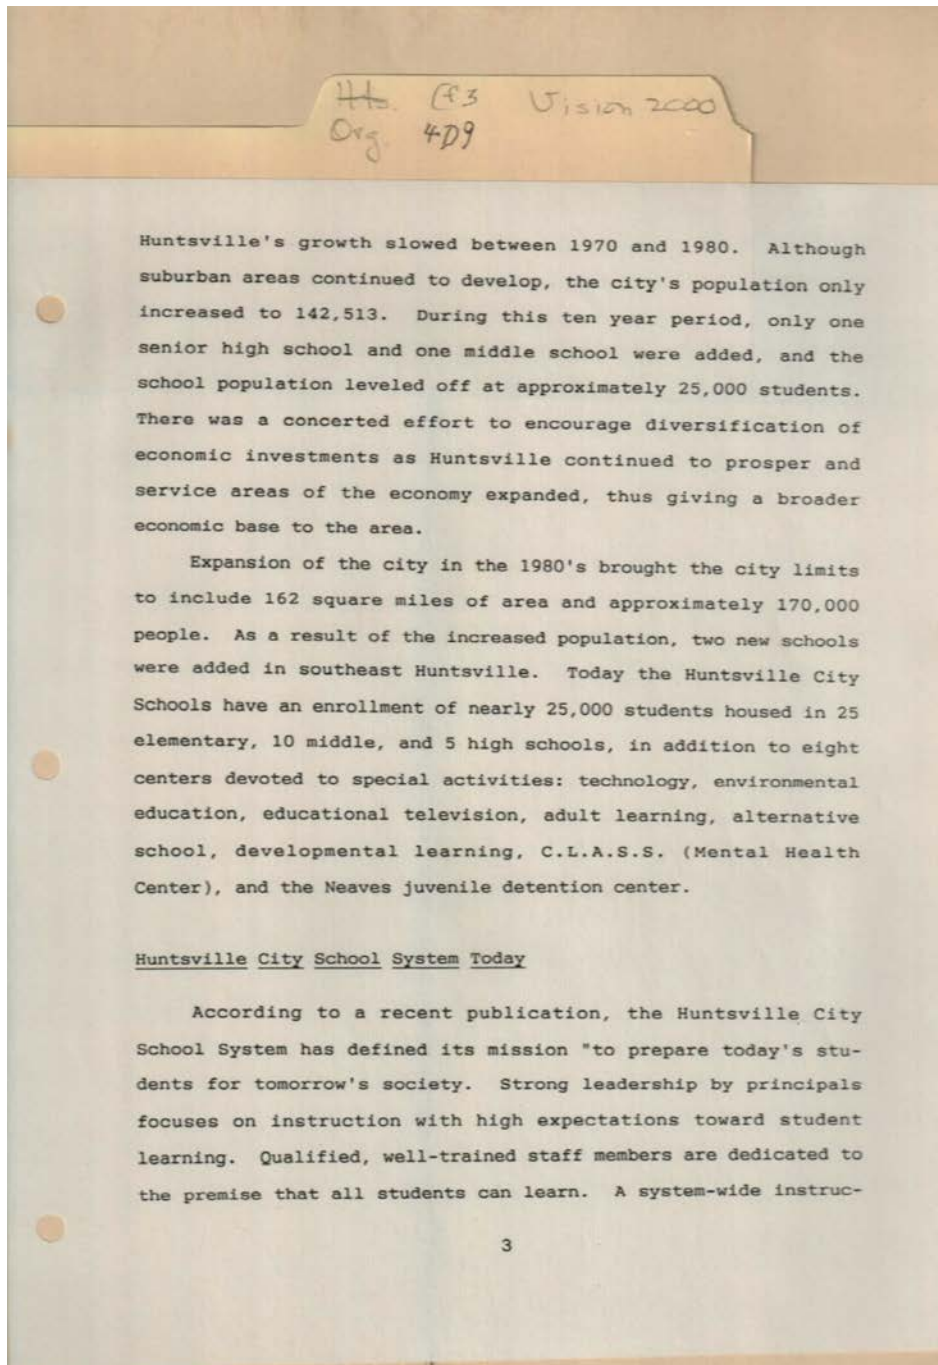 Hts. Cf3 Vision 2000
Org. 4D9
Huntsville's growth slowed between 1970 and 1980. Although
suburban areas continued to develop, the city's population only
increased to 142,513. During this ten year period, only one
senior high school and one middle school were added, and the
school population leveled off at approximately 25,000 students.
There was a concerted effort to encourage diversification of
economic investments as Huntsville continued to prosper and
service areas of the economy expanded, thus giving a broader
economic base to the area.
Expansion of the city in the 1980's brought the city limits
to include 162 square miles of area and approximately 170,000
people. As a result of the increased population, two new schools
were added in southeast Huntsville. Today the Huntsville City
Schools have an enrollment of nearly 25,000 students housed in 25
elementary, 10 middle, and 5 high schools, in addition to eight
centers devoted to special activities: technology, environmental
education, educational television, adult learning, alternative
school, developmental learning, C.L.A.S.S. (Mental Health
Center), and the Neaves juvenile detention center.
Huntsville City School System Today
According to a recent publication, the Huntsville City
School System has defined its mission "to prepare today's stu-
dents for tomorrow's society. Strong leadership by principals
focuses on instruction with high expectations toward student
learning. Qualified, well-trained staff members are dedicated to
the premise that all students can learn. A system-wide instruc-
3